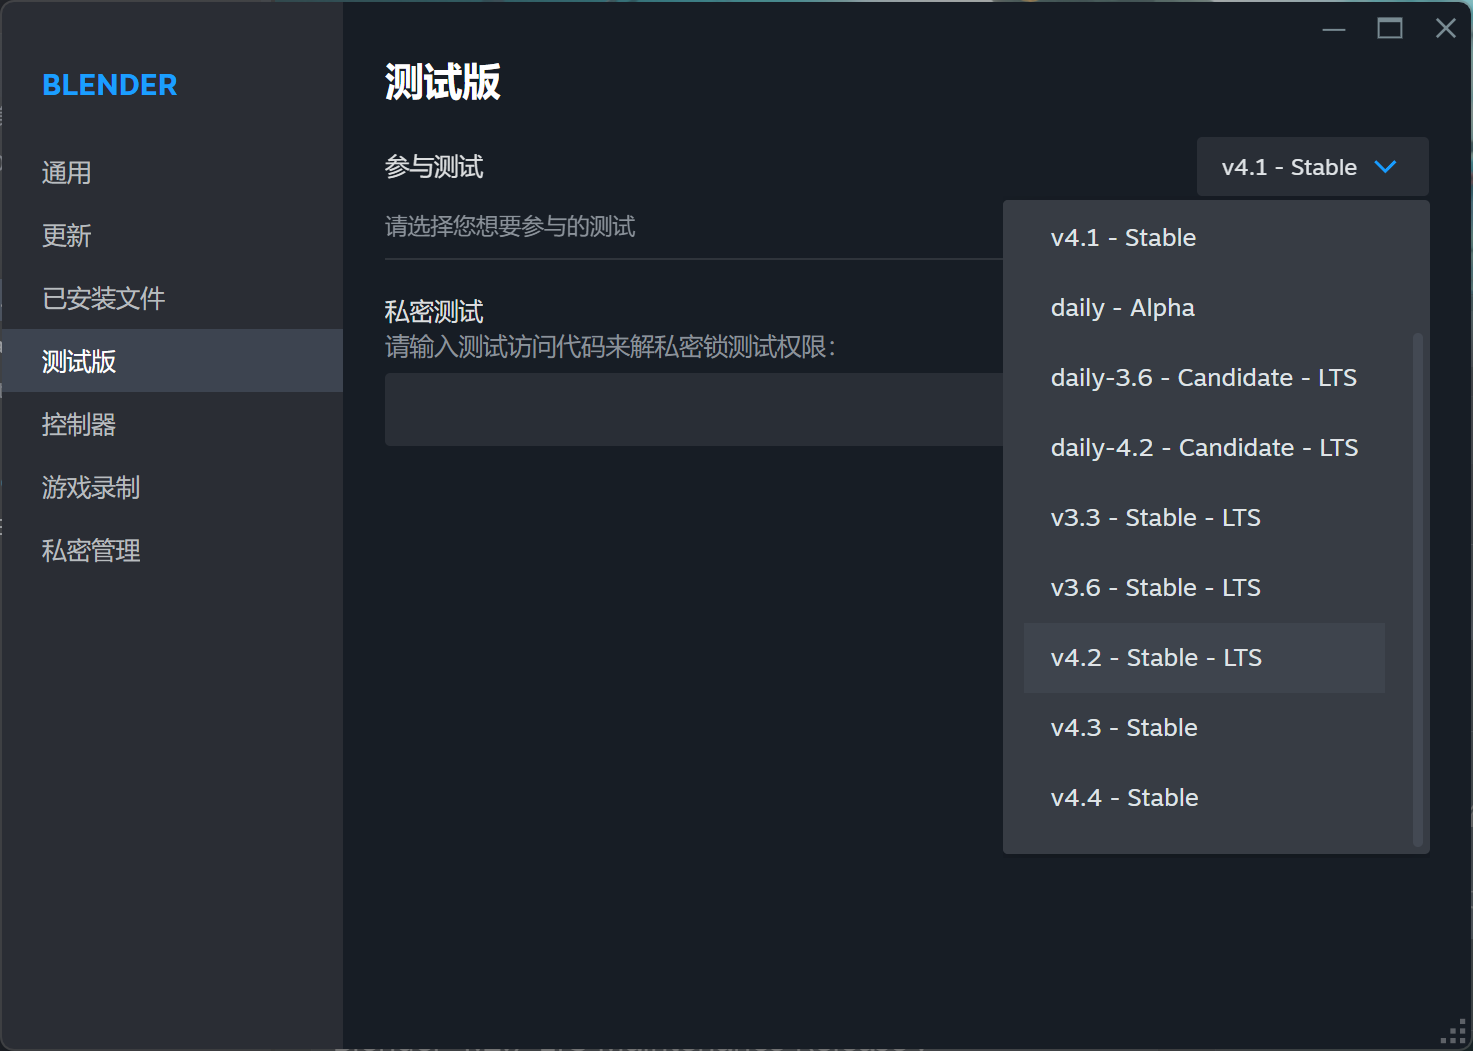 BLENDER
通用
更新
已安装文件
测试版
控制器
游戏录制
私密管理
测试版
参与测试
v4.1 - Stable
请选择您想要参与的测试
私密测试
请输入测试访问代码来解私密锁测试权限：
v4.1 - Stable
daily - Alpha
daily-3.6 - Candidate - LTS
daily-4.2 - Candidate - LTS
v3.3 - Stable - LTS
v3.6 - Stable - LTS
v4.2 - Stable - LTS
v4.3 - Stable
v4.4 - Stable